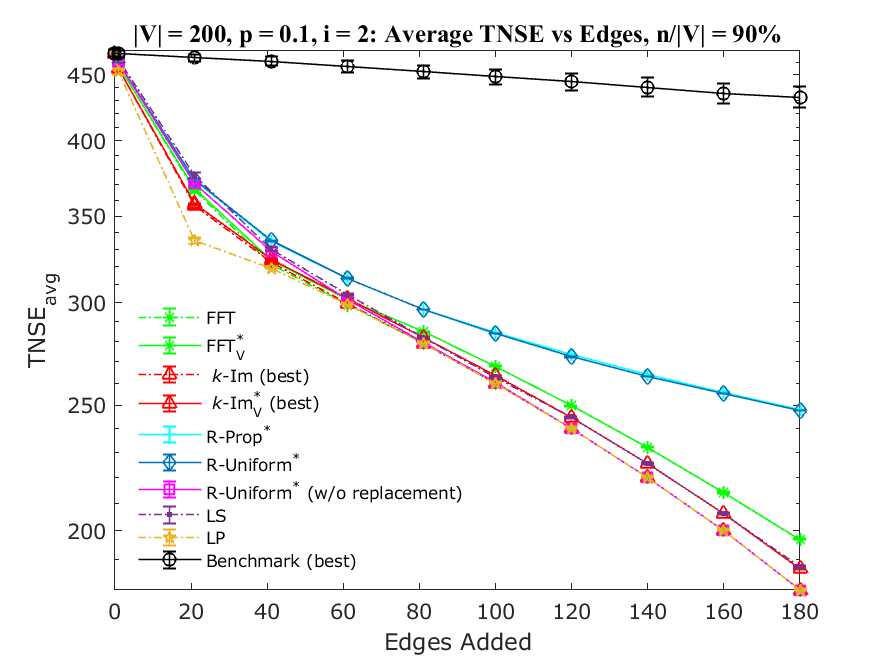 |V| = 200, p = 0.1, i = 2: Average TNSE vs Edges, n/|V| = 90%
TNSE_avg
450
400
350
300
250
200
FFT
FFT*_V
k-Im (best)
k-Im*_V (best)
R-Prop*
R-Uniform*
R-Uniform* (w/o replacement)
LS
LP
Benchmark (best)
0 20 40 60 80 100 120 140 160 180
Edges Added